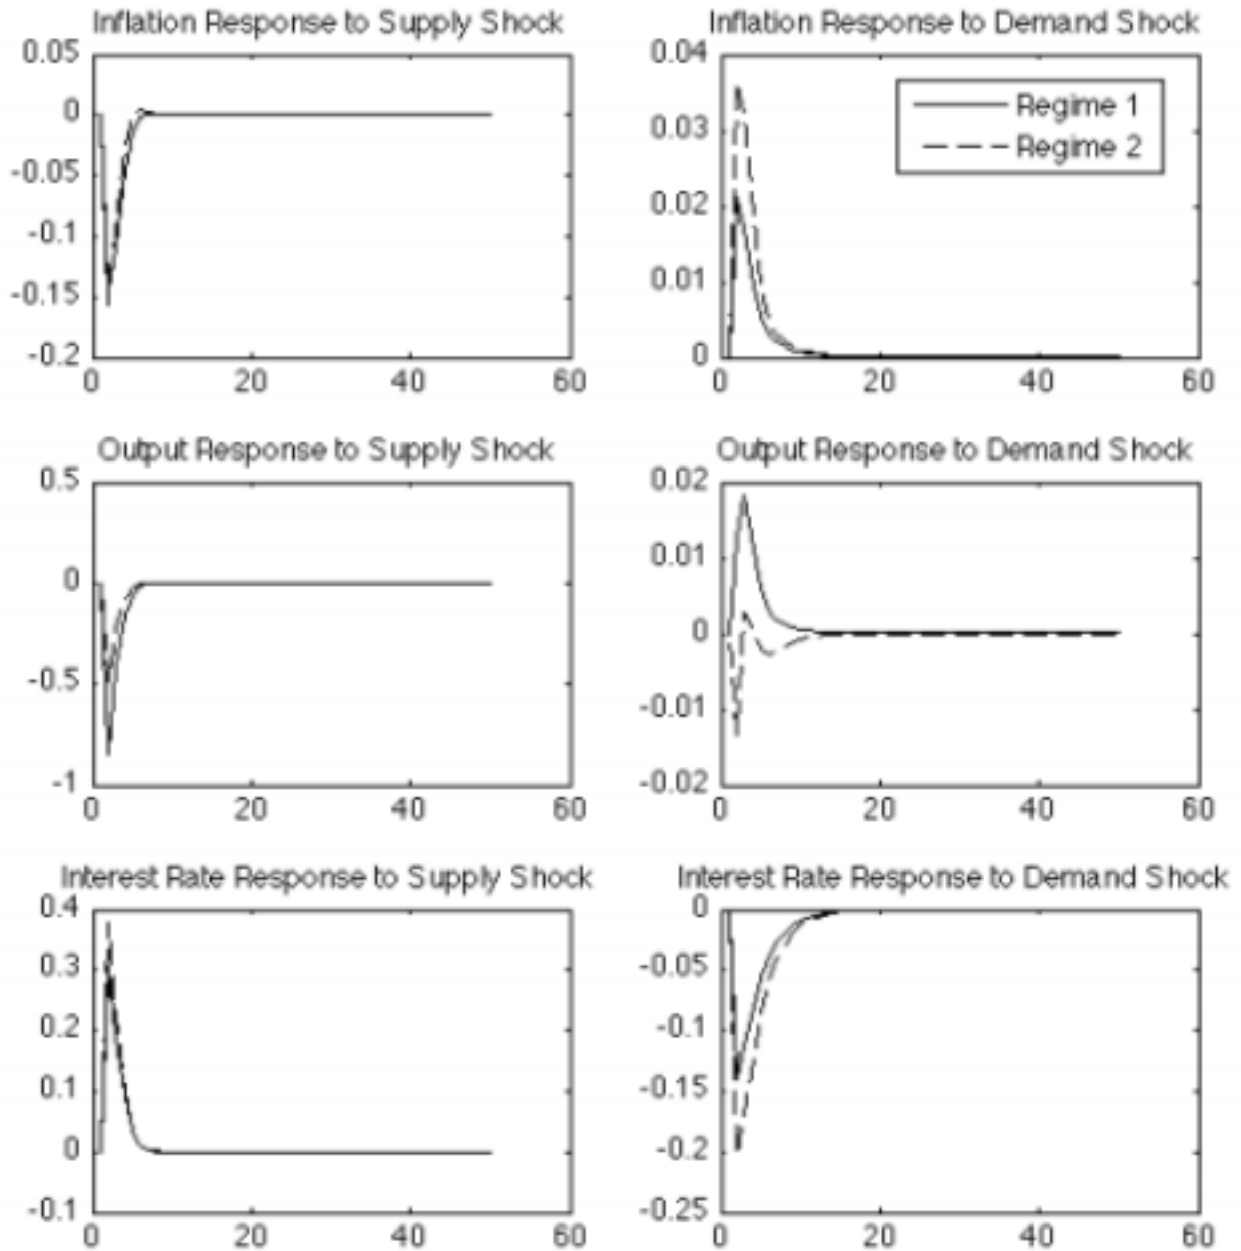 Inflation Response to Supply Shock
0.05
0
-0.05
-0.1
-0.15
-0.2
0 20 40 60
Inflation Response to Demand Shock
0.04
0.03
0.02
0.01
0
0 20 40 60
Regime 1
Regime 2
Output Response to Supply Shock
0.5
0
-0.5
-1
0 20 40 60
Output Response to Demand Shock
0.02
0.01
0
-0.01
-0.02
0 20 40 60
Interest Rate Response to Supply Shock
0.4
0.3
0.2
0.1
0
-0.1
0 20 40 60
Interest Rate Response to Demand Shock
0
-0.05
-0.1
-0.15
-0.2
-0.25
0 20 40 60